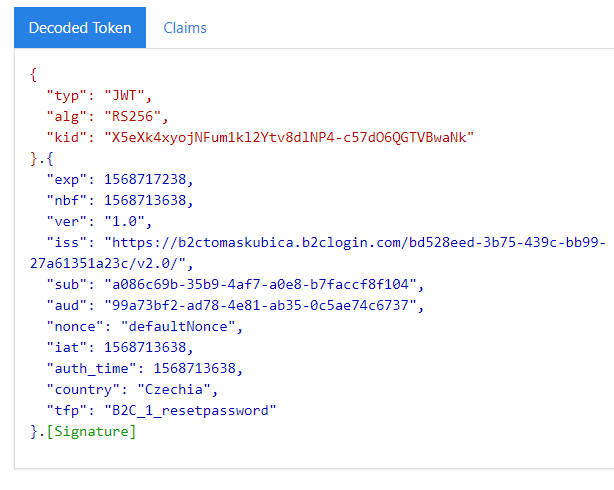 Decoded Token Claims
{
"typ": "JWT",
"alg": "RS256",
"kid": "X5eXk4xyojNFum1kl2Ytv8dlNP4-c57dO6QGTVBwaNk"
}.{
"exp": 1568717238,
"nbf": 1568713638,
"ver": "1.0",
"iss": "https://b2ctomaskubica.b2clogin.com/bd528eed-3b75-439c-bb99-
27a61351a23c/v2.0/",
"sub": "a086c69b-35b9-4af7-a0e8-b7faccf8f104",
"aud": "99a73bf2-ad78-4e81-ab35-0c5ae74c6737",
"nonce": "defaultNonce",
"iat": 1568713638,
"auth_time": 1568713638,
"country": "Czechia",
"tfp": "B2C_1_resetpassword"
}.[Signature]